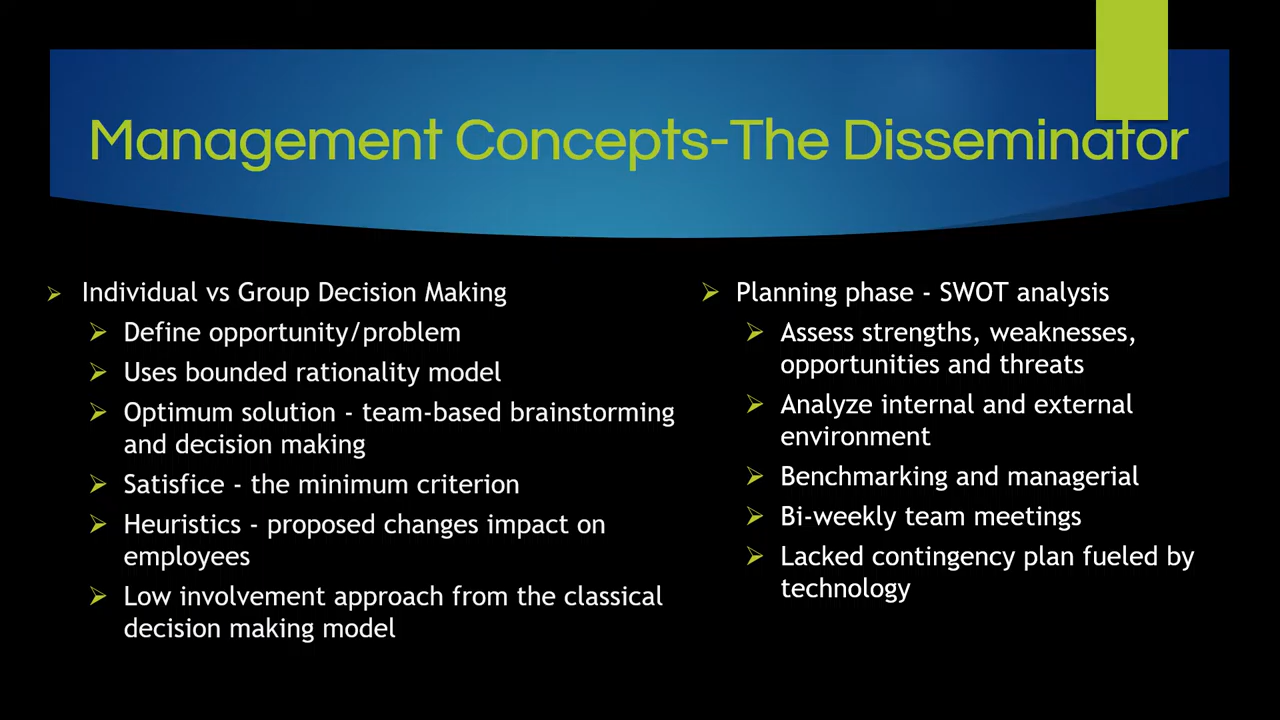 Management Concepts-The Disseminator
Individual vs Group Decision Making
Define opportunity/problem
Uses bounded rationality model
Optimum solution - team-based brainstorming
and decision making
Satisfice - the minimum criterion
Heuristics - proposed changes impact on
employees
Low involvement approach from the classical
decision making model
Planning phase - SWOT analysis
Assess strengths, weaknesses,
opportunities and threats
Analyze internal and external
environment
Benchmarking and managerial
Bi-weekly team meetings
Lacked contingency plan fueled by
technology